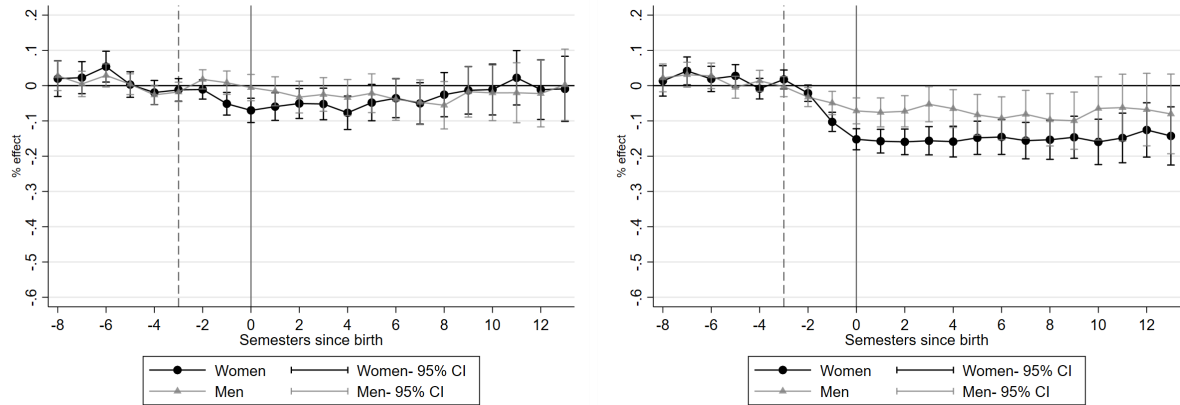 .2
.1
0
-.1
-.2
-.3
-.4
-.5
-.6
% effect
-8 -6 -4 -2 0 2 4 6 8 10 12
Semesters since birth
Women Women- 95% CI
Men Men- 95% CI
.2
.1
0
-.1
-.2
-.3
-.4
-.5
-.6
% effect
-8 -6 -4 -2 0 2 4 6 8 10 12
Semesters since birth
Women Women- 95% CI
Men Men- 95% CI